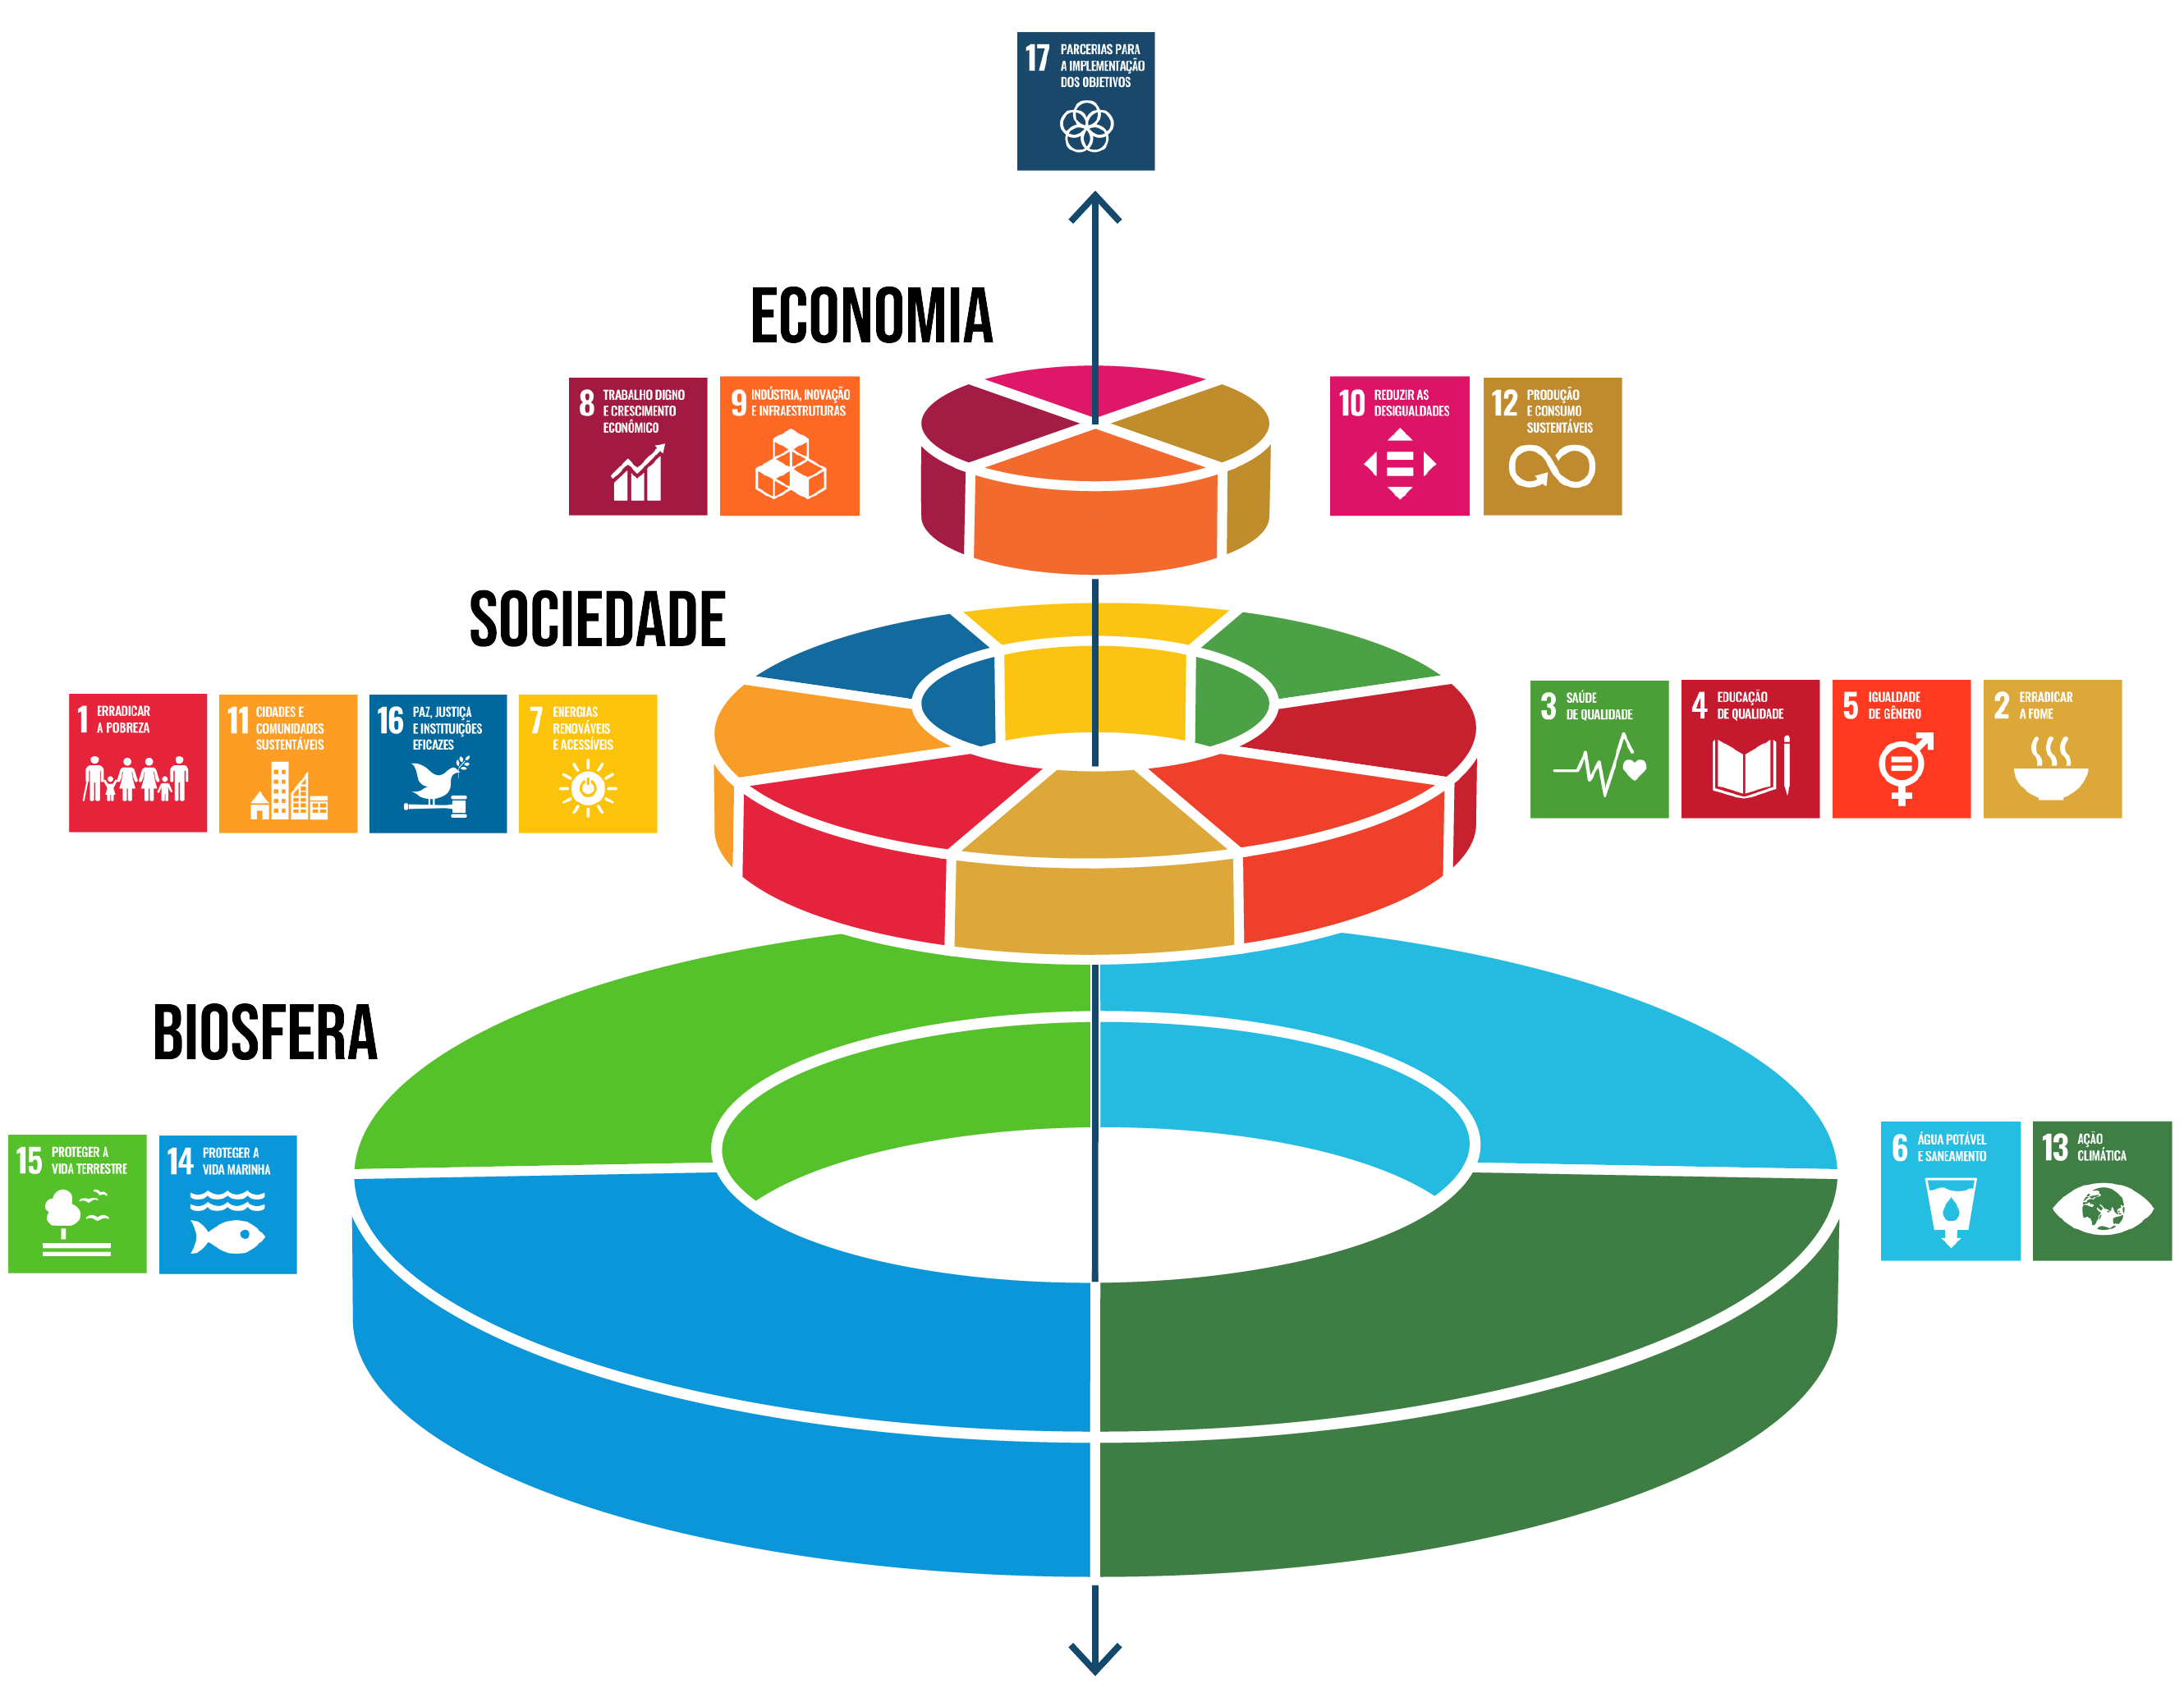 17 PARCERIAS PARA
A IMPLEMENTAÇÃO
DOS OBJETIVOS
ECONOMIA
8 TRABALHO DIGNO
E CRESCIMENTO
ECONÔMICO
9 INDÚSTRIA, INOVAÇÃO
E INFRAESTRUTURAS
10 REDUZIR AS
DESIGUALDADES
12 PRODUÇÃO
E CONSUMO
SUSTENTÁVEIS
SOCIEDADE
1 ERRADICAR
A POBREZA
11 CIDADES E
COMUNIDADES
SUSTENTÁVEIS
16 PAZ, JUSTIÇA
E INSTITUIÇÕES
EFICAZES
7 ENERGIAS
RENOVÁVEIS
E ACESSÍVEIS
3 SAÚDE
DE QUALIDADE
4 EDUCAÇÃO
DE QUALIDADE
5 IGUALDADE
DE GÊNERO
2 ERRADICAR
A FOME
BIOSFERA
15 PROTEGER A
VIDA TERRESTRE
14 PROTEGER A
VIDA MARINHA
6 ÁGUA POTÁVEL
E SANEAMENTO
13 AÇÃO
CLIMÁTICA